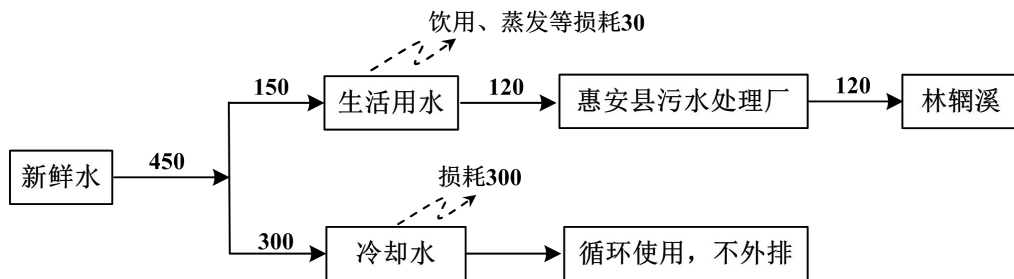 饮用、蒸发等损耗30
150
生活用水
120
惠安县污水处理厂
120
林辋溪
新鲜水
450
损耗300
300
冷却水
循环使用，不外排